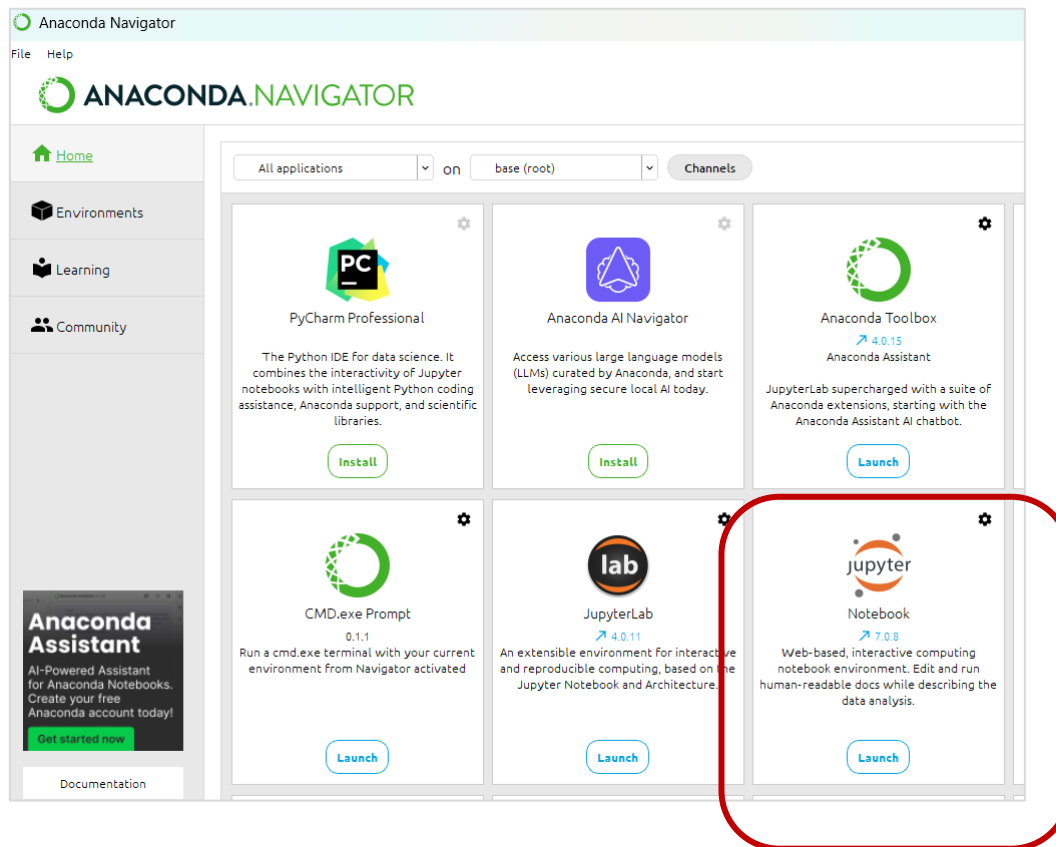 Anaconda Navigator
File Help
ANACONDA.NAVIGATOR
Home
Environments
Learning
Community
All applications on base (root) Channels
PC
PyCharm Professional
The Python IDE for data science. It
combines the interactivity of Jupyter
notebooks with intelligent Python coding
assistance, Anaconda support, and scientific
libraries.
Install
Anaconda AI Navigator
Access various large language models
(LLMs) curated by Anaconda, and start
leveraging secure local AI today.
Install
Anaconda Toolbox
4.0.15
Anaconda Assistant
JupyterLab supercharged with a suite of
Anaconda extensions, starting with the
Anaconda Assistant AI chatbot.
Launch
CMD.exe Prompt
0.1.1
Run a cmd.exe terminal with your current
environment from Navigator activated
Launch
lab
JupyterLab
4.0.11
An extensible environment for interactive
and reproducible computing, based on the
Jupyter Notebook and Architecture.
Launch
jupyter
Notebook
7.0.8
Web-based, interactive computing
notebook environment. Edit and run
human-readable docs while describing the
data analysis.
Launch
Anaconda
Assistant
AI-Powered Assistant
for Anaconda Notebooks.
Create your free
Anaconda account today!
Get started now
Documentation